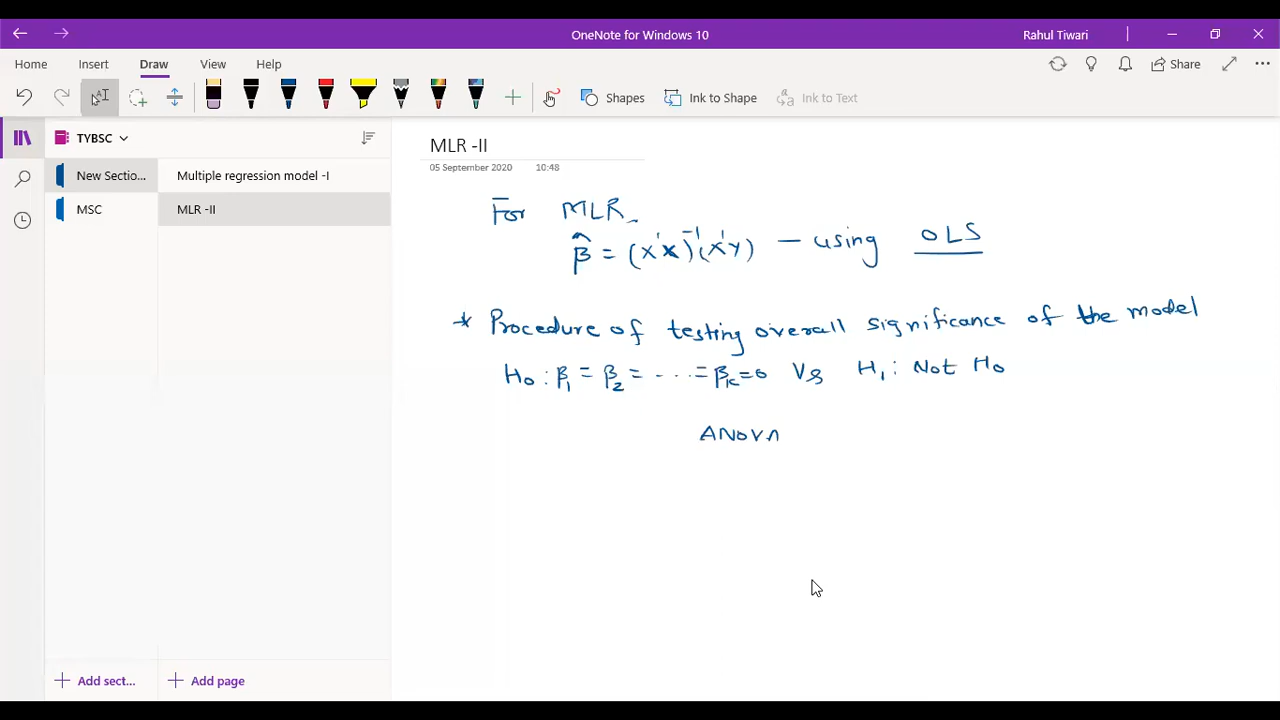 OneNote for Windows 10
Rahul Tiwari
Home Insert Draw View Help
Share
Shapes Ink to Shape Ink to Text
TYBSC
New Sectio...
MSC
Multiple regression model -I
MLR -II
MLR -II
05 September 2020 10:48
For MLR
β̂ = (X'X)⁻¹(X'Y) — using OLS
* Procedure of testing overall significance of the model
H₀ : β₁ = β₂ = ... = βₖ = 0 Vs H₁ : Not H₀
ANOVA
+ Add sect...
+ Add page